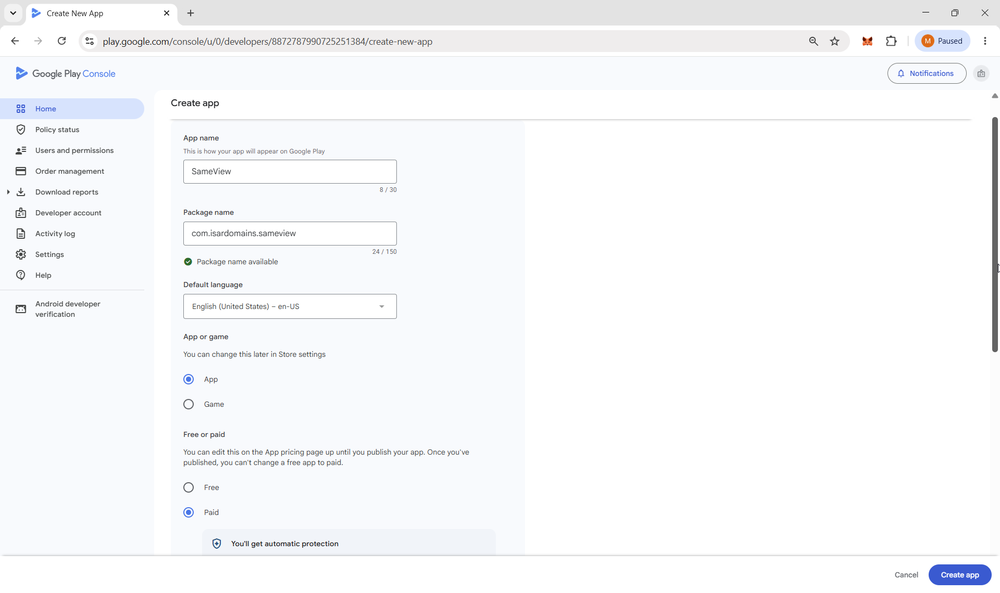 Create New App
play.google.com/console/u/0/developers/8872787990725251384/create-new-app
M Paused
Google Play Console
Notifications
Home
Policy status
Users and permissions
Order management
Download reports
Developer account
Activity log
Settings
Help
Android developer
verification
Create app
App name
This is how your app will appear on Google Play
SameView
8 / 30
Package name
com.isardomains.sameview
24 / 150
Package name available
Default language
English (United States) – en-US
App or game
You can change this later in Store settings
App
Game
Free or paid
You can edit this on the App pricing page up until you publish your app. Once you've
published, you can't change a free app to paid.
Free
Paid
You'll get automatic protection
Cancel
Create app